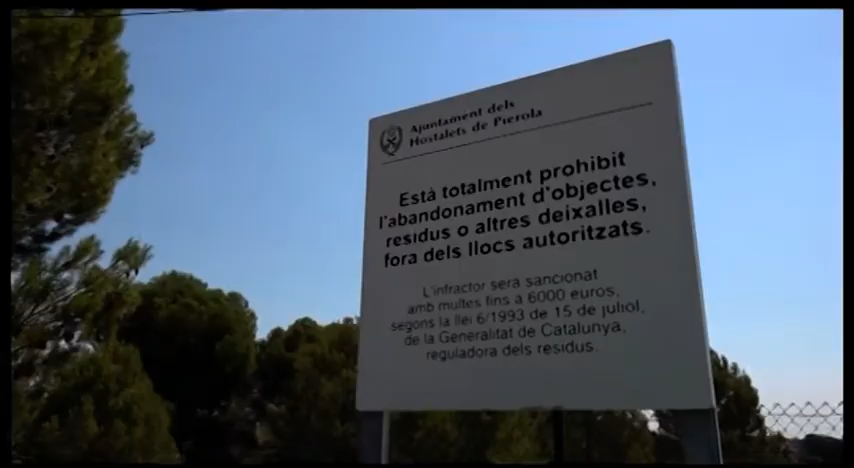 Ajuntament dels
Hostalets de Pierola
Està totalment prohibit
l'abandonament d'objectes,
residus o altres deixalles,
fora dels llocs autoritzats.
L'infractor serà sancionat
amb multes fins a 6000 euros,
segons la llei 6/1993 de 15 de juliol,
de la Generalitat de Catalunya,
reguladora dels residus.